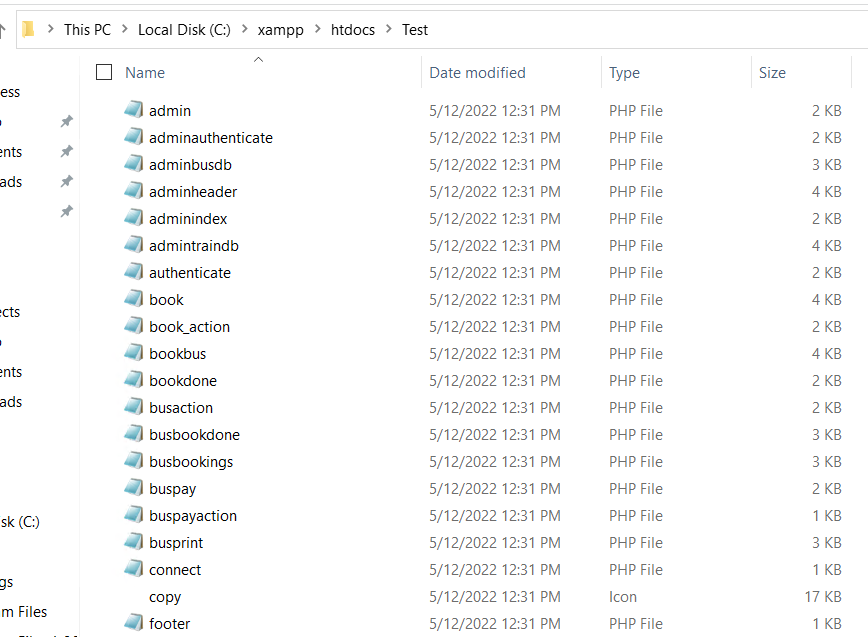 This PC > Local Disk (C:) > xampp > htdocs > Test
Name Date modified Type Size
ess
admin 5/12/2022 12:31 PM PHP File 2 KB
adminauthenticate 5/12/2022 12:31 PM PHP File 2 KB
ents
adminbusdb 5/12/2022 12:31 PM PHP File 3 KB
ads
adminheader 5/12/2022 12:31 PM PHP File 4 KB
adminindex 5/12/2022 12:31 PM PHP File 2 KB
admintraindb 5/12/2022 12:31 PM PHP File 4 KB
authenticate 5/12/2022 12:31 PM PHP File 2 KB
book 5/12/2022 12:31 PM PHP File 4 KB
ects
book_action 5/12/2022 12:31 PM PHP File 2 KB
bookbus 5/12/2022 12:31 PM PHP File 4 KB
ents
bookdone 5/12/2022 12:31 PM PHP File 2 KB
ads
busaction 5/12/2022 12:31 PM PHP File 2 KB
busbookdone 5/12/2022 12:31 PM PHP File 3 KB
busbookings 5/12/2022 12:31 PM PHP File 3 KB
buspay 5/12/2022 12:31 PM PHP File 2 KB
buspayaction 5/12/2022 12:31 PM PHP File 1 KB
sk (C:)
busprint 5/12/2022 12:31 PM PHP File 3 KB
connect 5/12/2022 12:31 PM PHP File 1 KB
gs
copy 5/12/2022 12:31 PM Icon 17 KB
m Files
footer 5/12/2022 12:31 PM PHP File 1 KB